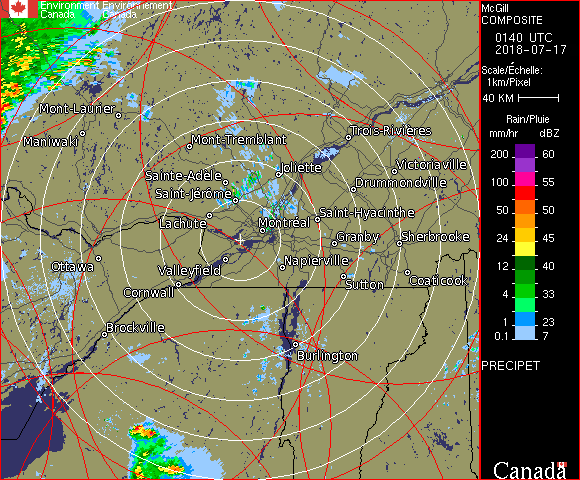 Environment Environnement
Canada Canada
McGill
COMPOSITE
0140 UTC
2018-07-17
Scale/Échelle:
1km/Pixel
40 KM
Rain/Pluie
mm/hr dBZ
200 60
100 55
50 50
24 45
12 40
4 33
2 30
1 23
0.1 7
PRECIPET
Canada
Mont-Laurier
Maniwaki
Mont-Tremblant
Trois-Rivières
Sainte-Adèle
Joliette
Victoriaville
Saint-Jérôme
Drummondville
Lachute
Montréal
Saint-Hyacinthe
Granby
Sherbrooke
Ottawa
Valleyfield
Napierville
Cornwall
Sutton
Coaticook
Brockville
Burlington